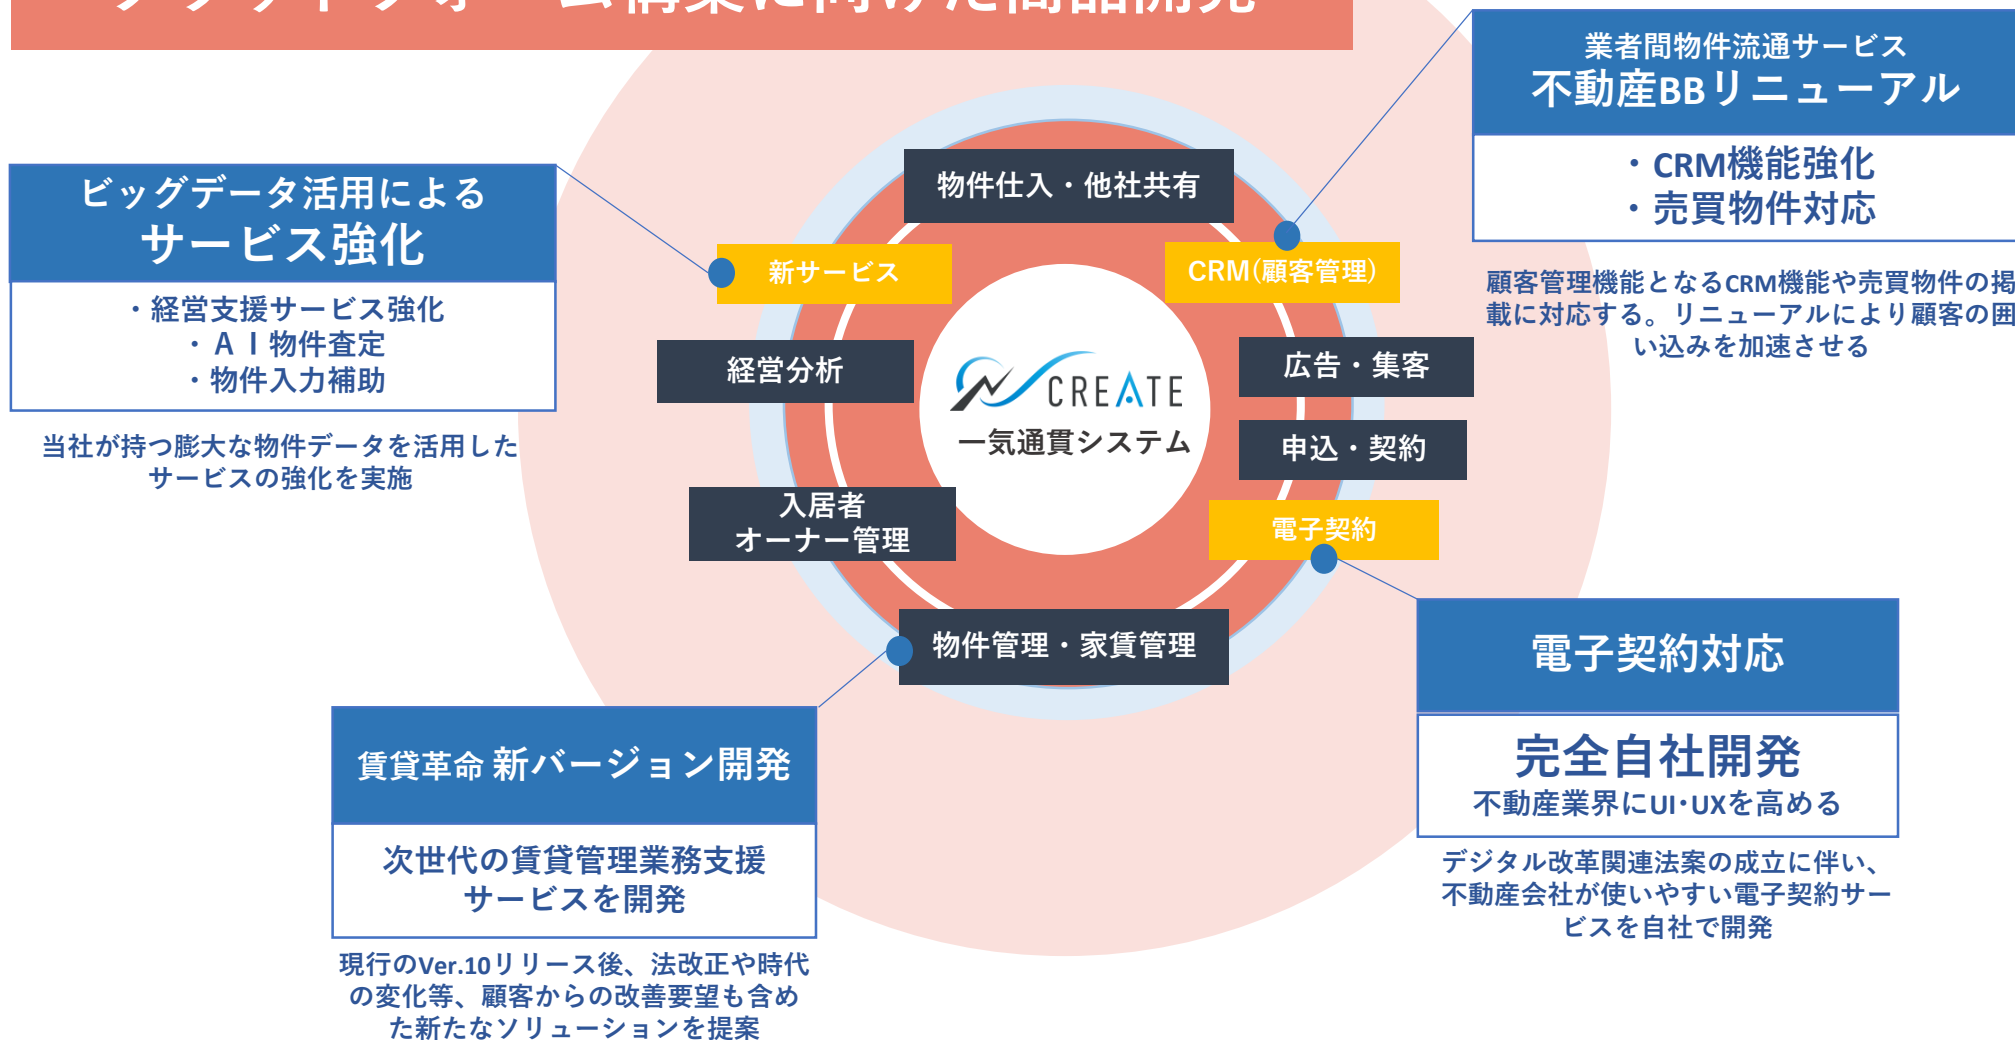 プラットフォーム構築に向けた商品開発
業者間物件流通サービス
不動産BBリニューアル
・CRM機能強化
・売買物件対応
顧客管理機能となるCRM機能や売買物件の掲
載に対応する。リニューアルにより顧客の囲
い込みを加速させる
ビッグデータ活用による
サービス強化
・経営支援サービス強化
・AI物件査定
・物件入力補助
当社が持つ膨大な物件データを活用した
サービスの強化を実施
物件仕入・他社共有
新サービス
CRM(顧客管理)
経営分析
広告・集客
CREATE
一気通貫システム
申込・契約
入居者
オーナー管理
電子契約
物件管理・家賃管理
電子契約対応
完全自社開発
不動産業界にUI・UXを高める
デジタル改革関連法案の成立に伴い、
不動産会社が使いやすい電子契約サー
ビスを自社で開発
賃貸革命 新バージョン開発
次世代の賃貸管理業務支援
サービスを開発
現行のVer.10リリース後、法改正や時代
の変化等、顧客からの改善要望も含め
た新たなソリューションを提案